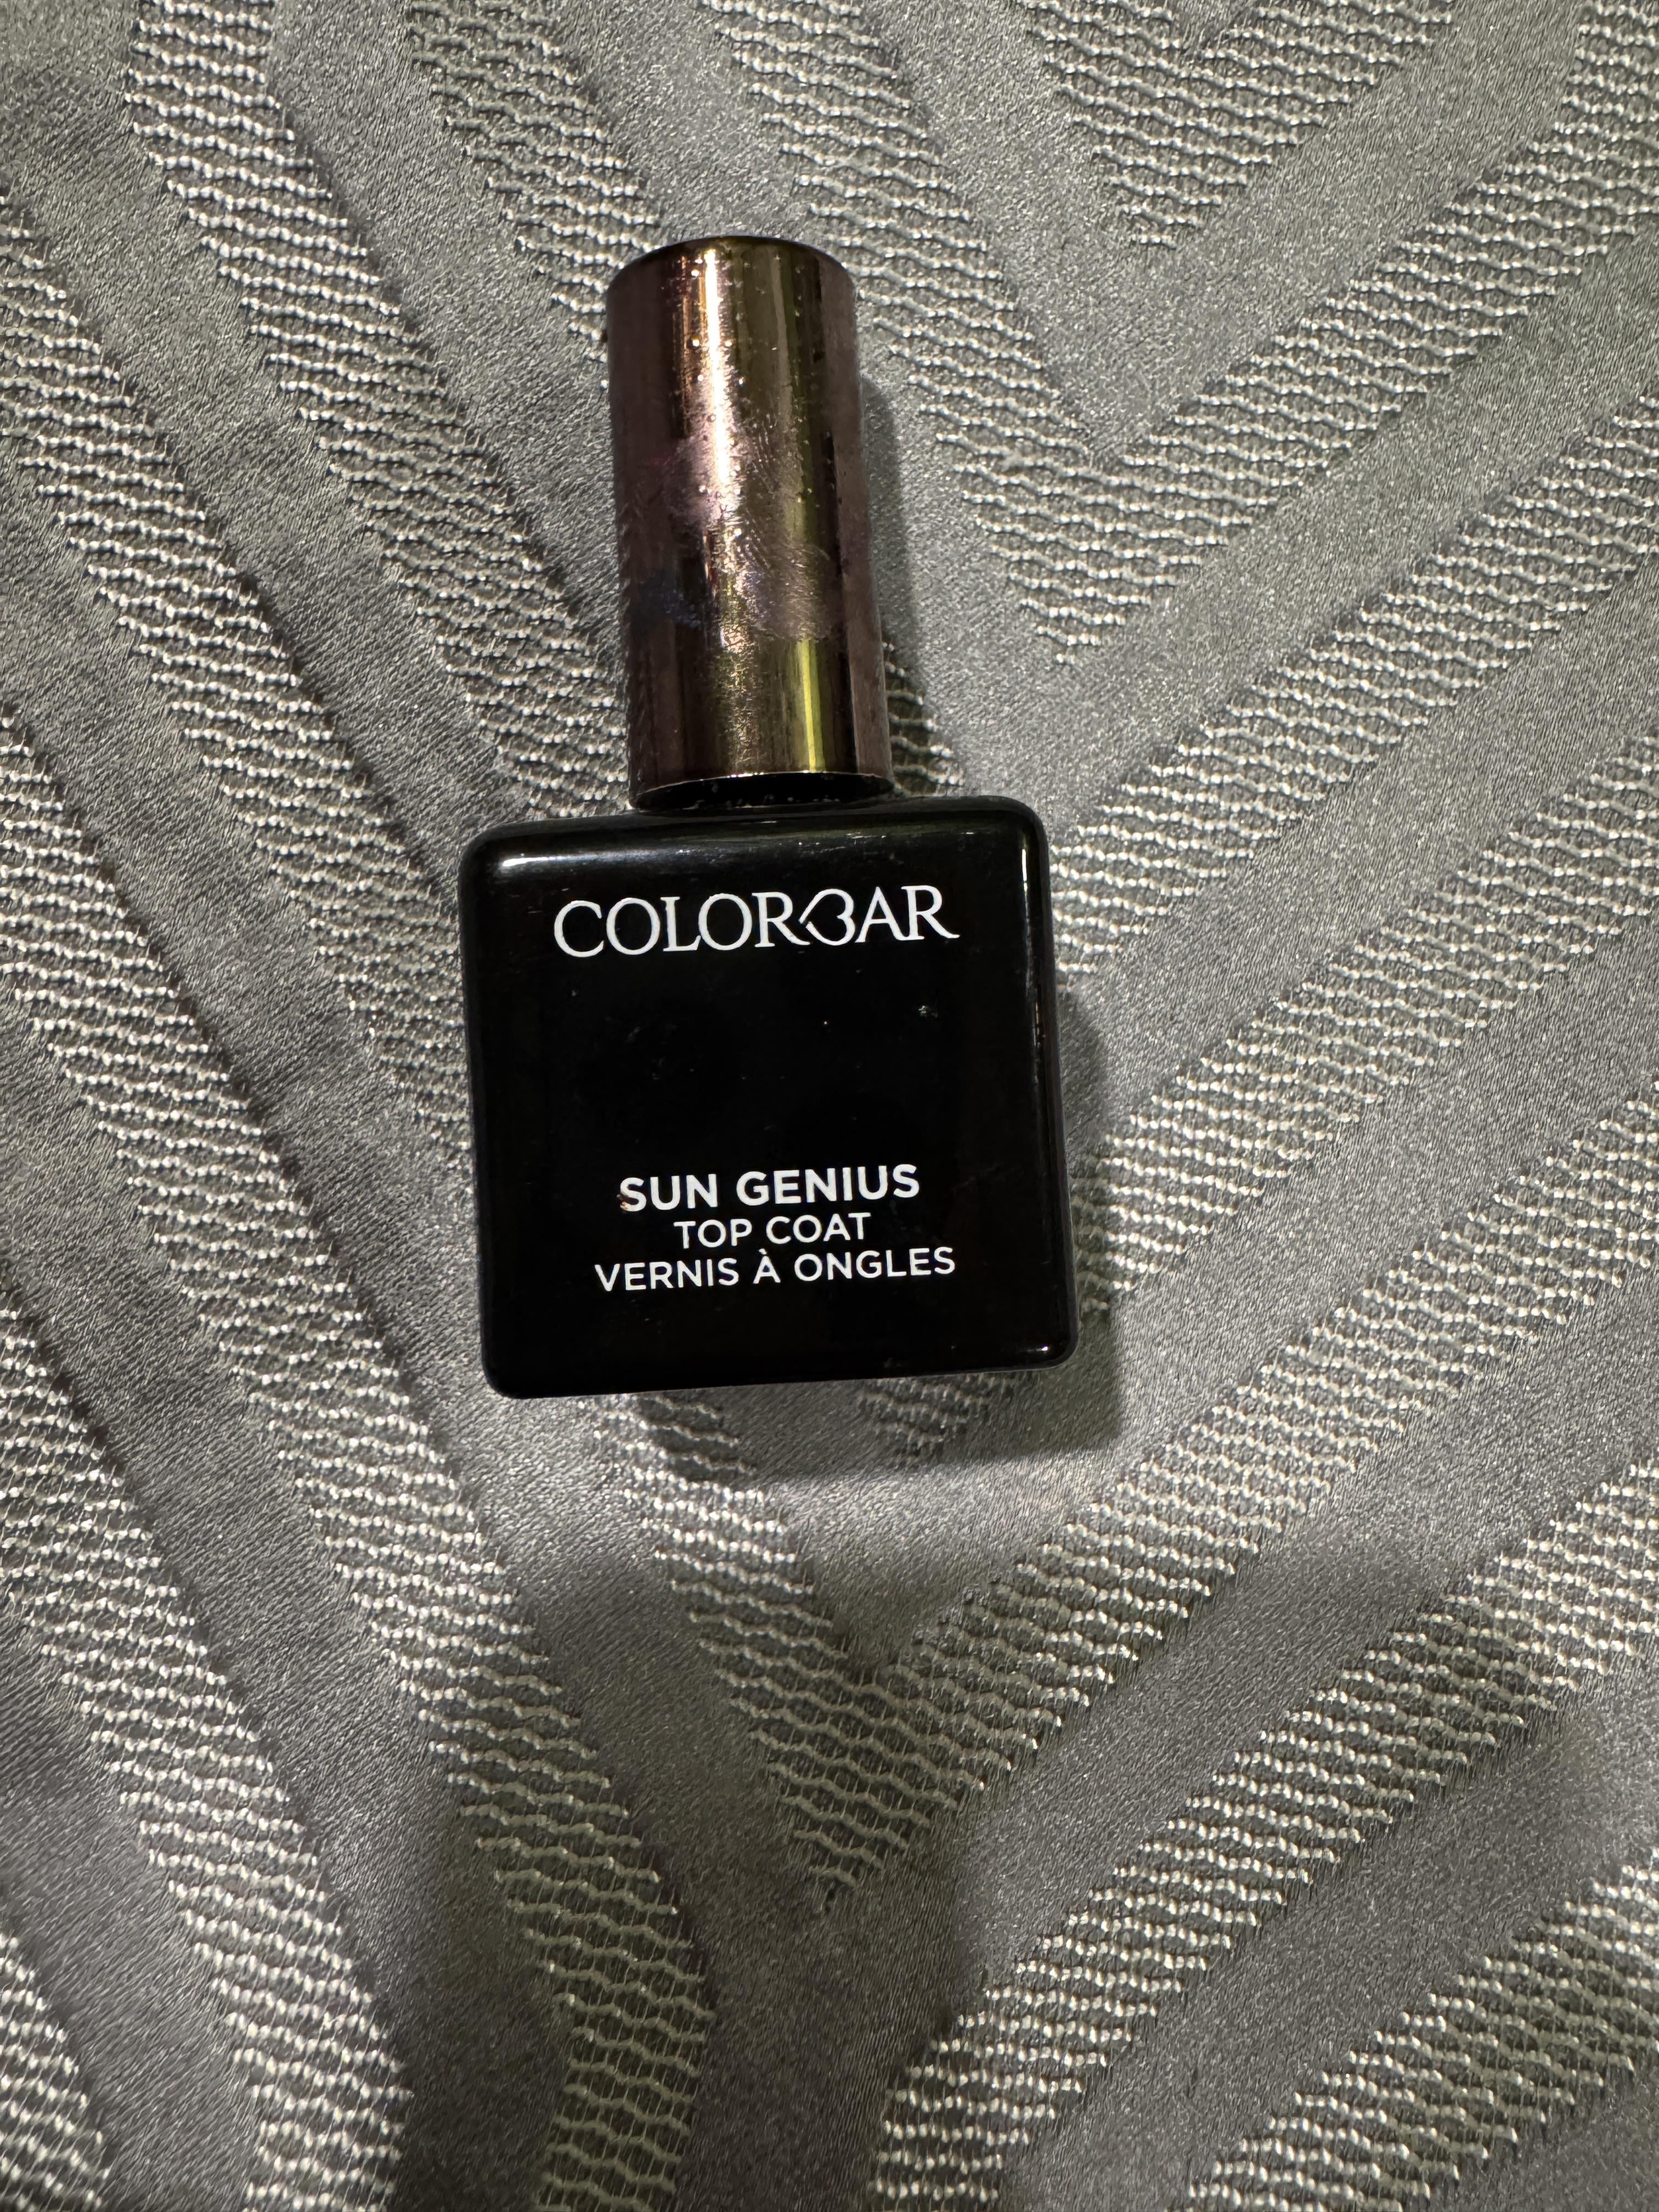 COLORBAR
SUN GENIUS
TOP COAT
VERNIS À ONGLES